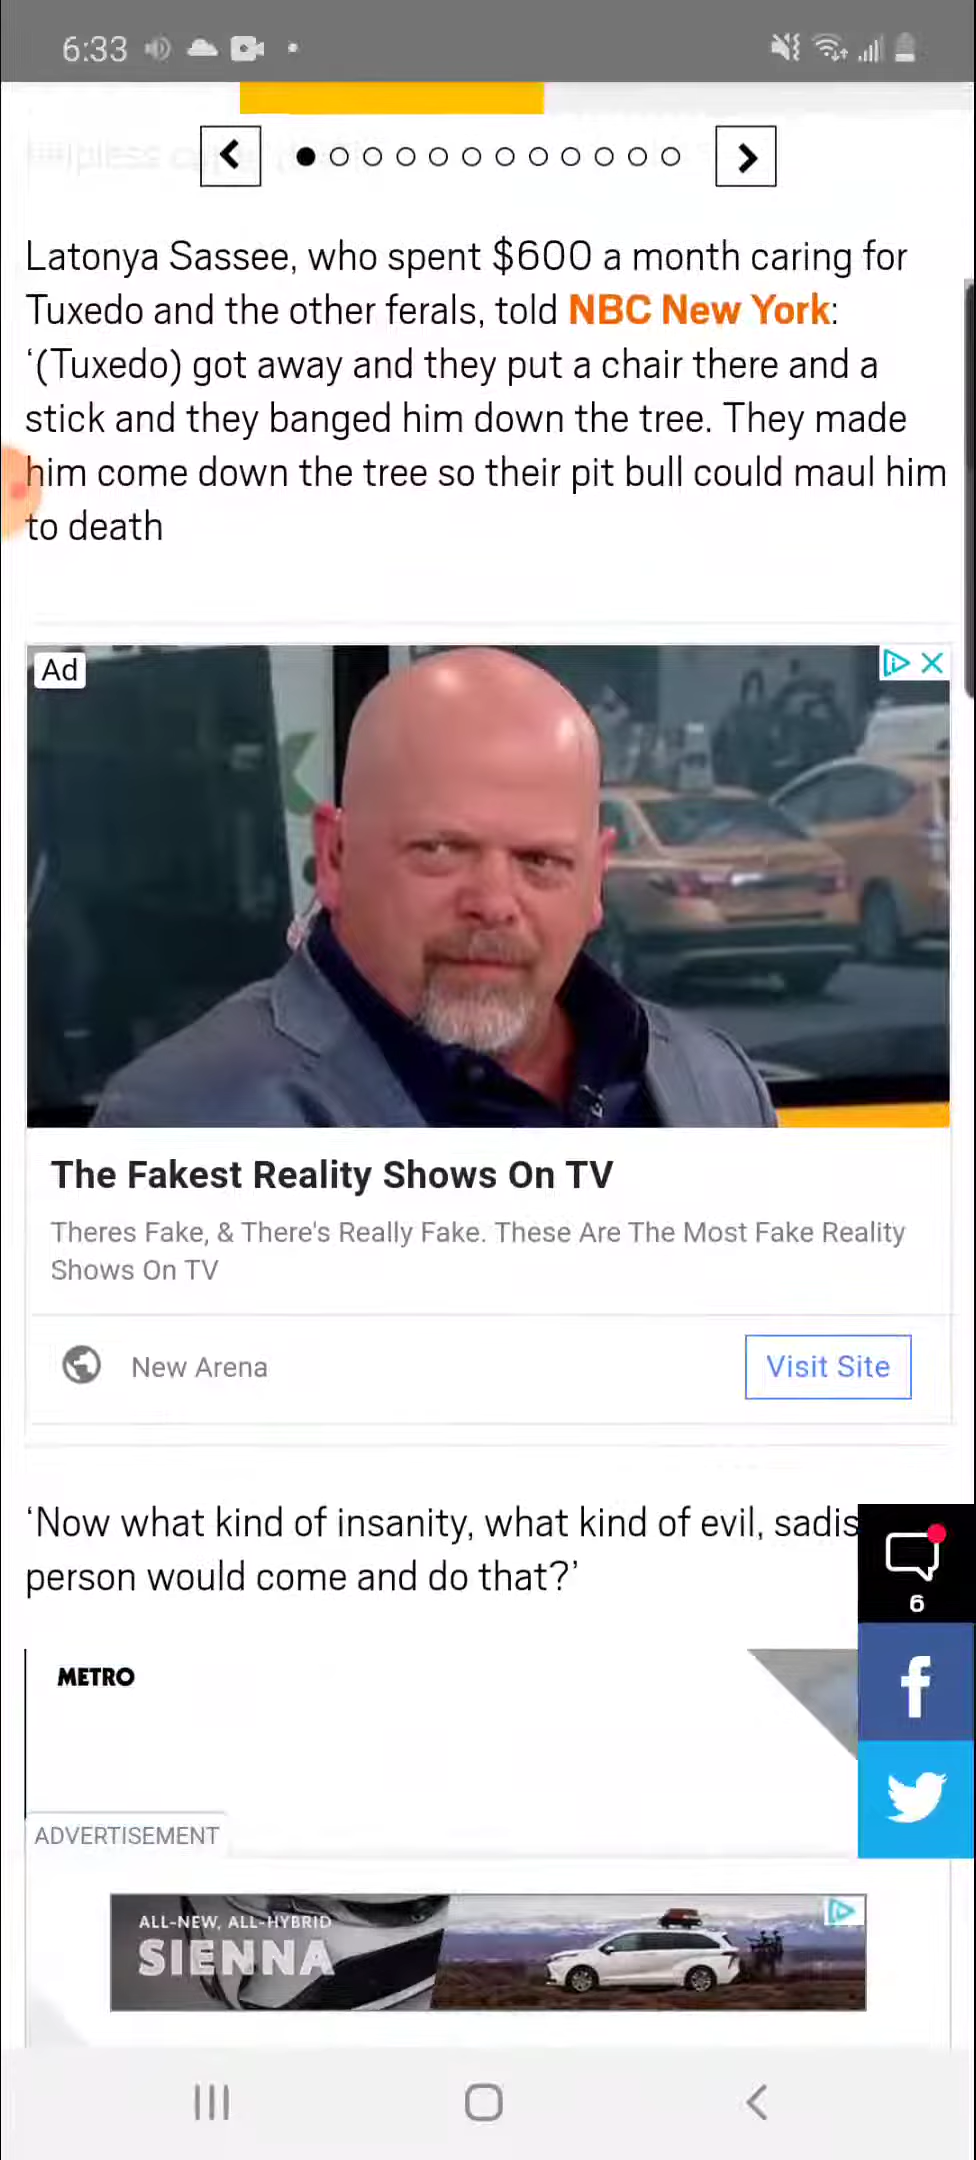 6:33
Latonya Sassee, who spent $600 a month caring for
Tuxedo and the other ferals, told NBC New York:
‘(Tuxedo) got away and they put a chair there and a
stick and they banged him down the tree. They made
him come down the tree so their pit bull could maul him
to death
Ad
The Fakest Reality Shows On TV
Theres Fake, & There's Really Fake. These Are The Most Fake Reality
Shows On TV
New Arena
Visit Site
‘Now what kind of insanity, what kind of evil, sadis
person would come and do that?’
6
METRO
ADVERTISEMENT
ALL-NEW, ALL-HYBRID
SIENNA